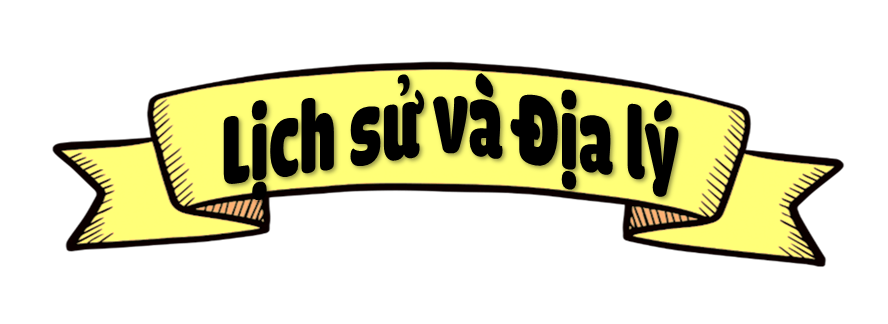 Lịch sử và Địa lý